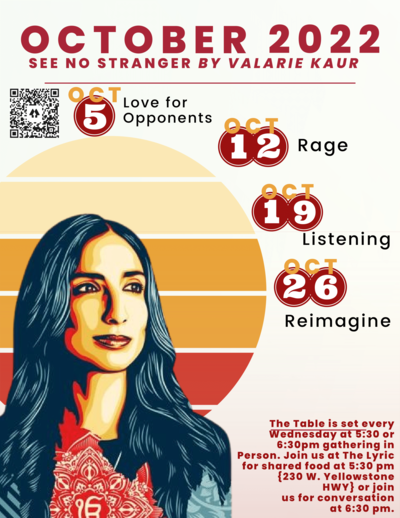 OCTOBER 2022
SEE NO STRANGER BY VALARIE KAUR
OCT
5
Love for
Opponents
OCT
12
Rage
OCT
19
Listening
OCT
26
Reimagine
The Table is set every
Wednesday at 5:30 or
6:30pm gathering in
Person. Join us at The Lyric
for shared food at 5:30 pm
{230 W. Yellowstone
HWY} or join
us for conversation
at 6:30 pm.
ੴ